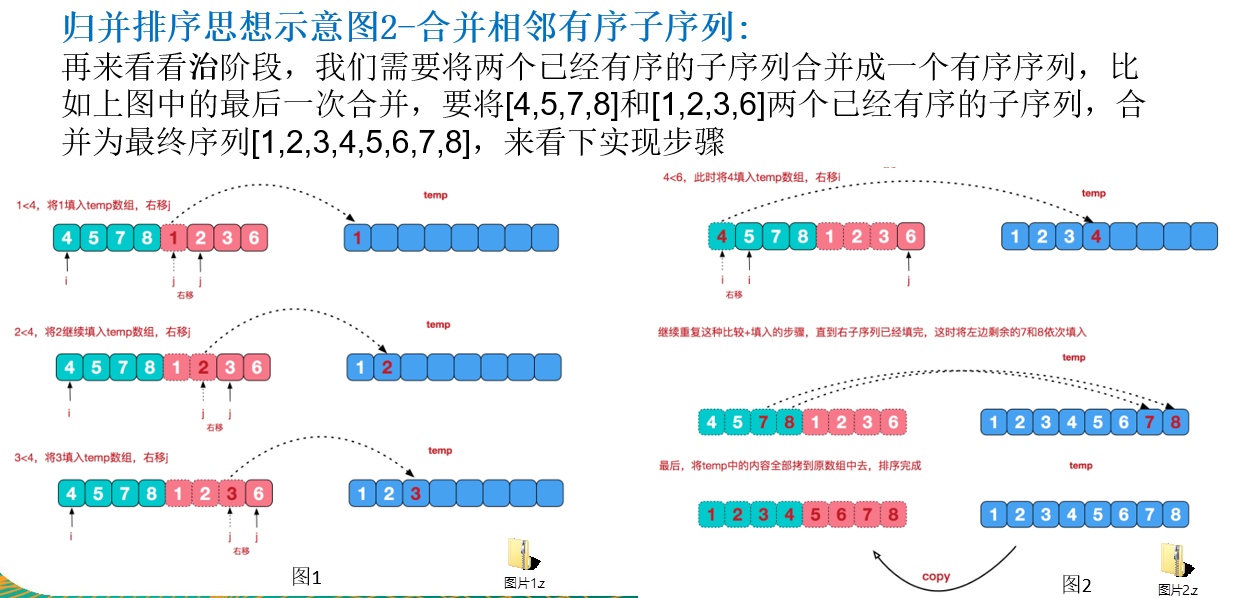 归并排序思想示意图2-合并相邻有序子序列:
再来看看治阶段，我们需要将两个已经有序的子序列合并成一个有序序列，比
如上图中的最后一次合并，要将[4,5,7,8]和[1,2,3,6]两个已经有序的子序列，合
并为最终序列[1,2,3,4,5,6,7,8]，来看下实现步骤
1<4，将1填入temp数组，右移j
temp
4 5 7 8 1 2 3 6
1
i j j
右移
2<4，将2继续填入temp数组，右移j
temp
4 5 7 8 1 2 3 6
1 2
i j j
右移
3<4，将3填入temp数组，右移j
temp
4 5 7 8 1 2 3 6
1 2 3
i j j
右移
图1
图片1.z
4<6，此时将4填入temp数组，右移i
temp
4 5 7 8 1 2 3 6
1 2 3 4
i i j
右移
继续重复这种比较+填入的步骤，直到右子序列已经填完，这时将左边剩余的7和8依次填入
temp
4 5 7 8 1 2 3 6
1 2 3 4 5 6 7 8
最后，将temp中的内容全部拷到原数组中去，排序完成
temp
1 2 3 4 5 6 7 8
1 2 3 4 5 6 7 8
copy
图2
图片2.z